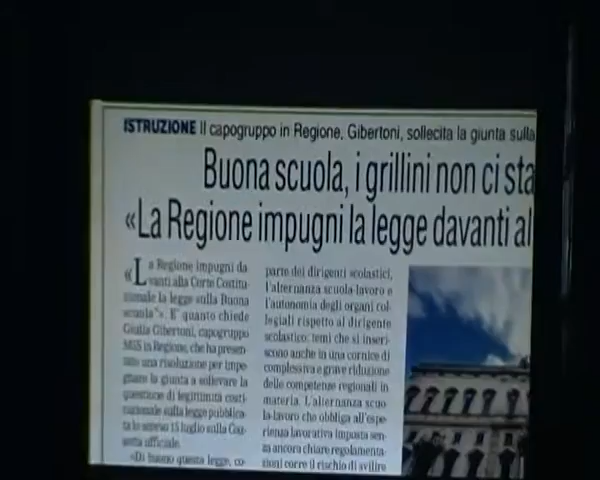 ISTRUZIONE Il capogruppo in Regione, Gibertoni, sollecita la giunta sulla
Buona scuola, i grillini non ci sta
«La Regione impugni la legge davanti al
«La Regione impugni da
vanti alla Corte Costitu
zionale la legge sulla Buona
scuola"». E' quanto chiede
Giulia Gibertoni, capogruppo
M5S in Regione, che ha presen
tato una risoluzione per impe
gnare la giunta a sollevare la
questione di legittimità costi
nazionale sulla legge pubblica
ta lo scorso 15 luglio sulla Gaz
zetta ufficiale.
«Di buono questa legge, co
parte dei dirigenti scolastici,
l'alternanza scuola-lavoro e
l'autonomia degli organi col
legiali rispetto al dirigente
scolastico: temi che si inseri
scono anche in una cornice di
complessiva e grave riduzione
delle competenze regionali in
materia. L'alternanza scuo
la-lavoro che obbliga all'espe
rienza lavorativa imposta sen
za ancora chiare regolamenta
zioni corre il rischio di svilire